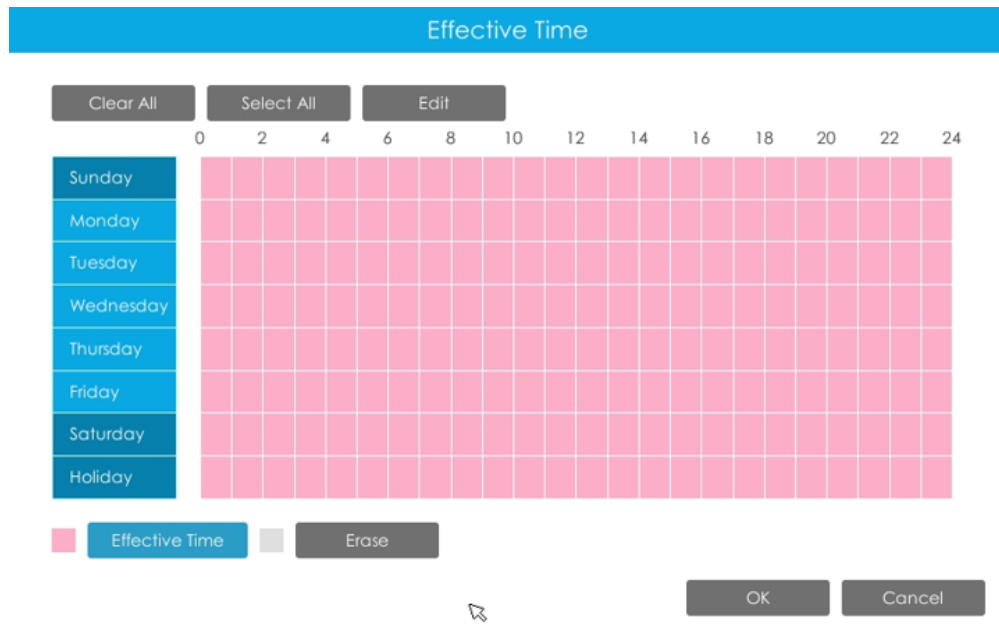 Effective Time
Clear All Select All Edit
0 2 4 6 8 10 12 14 16 18 20 22 24
Sunday
Monday
Tuesday
Wednesday
Thursday
Friday
Saturday
Holiday
Effective Time Erase
OK Cancel